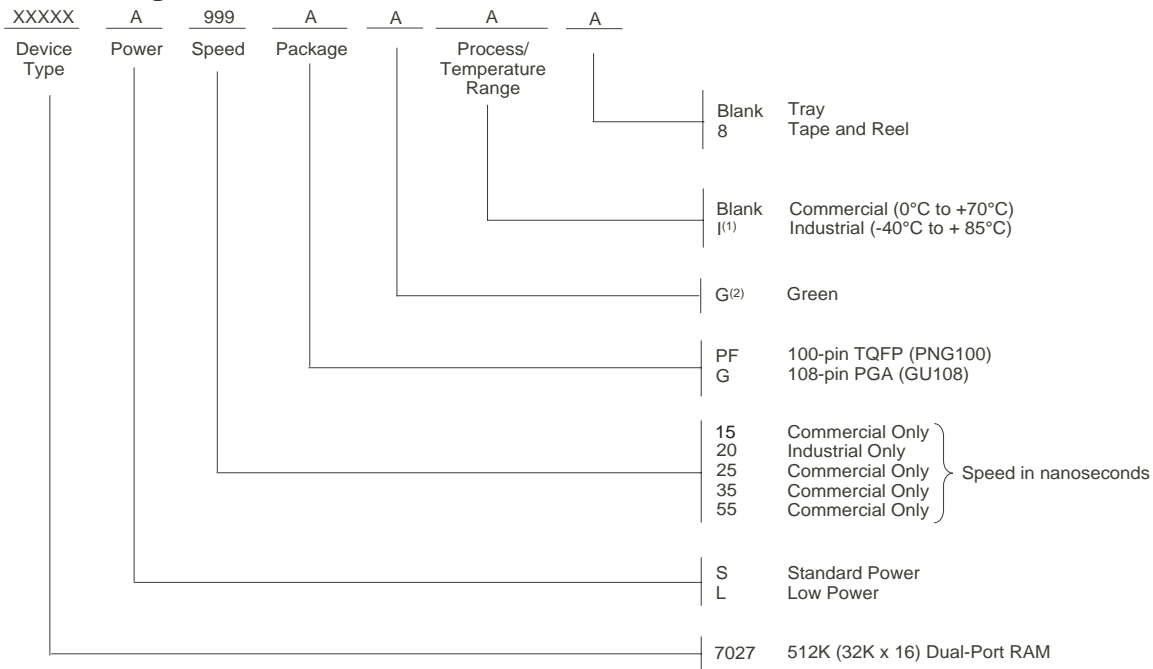 XXXXX A 999 A A A A
Device Type
Power
Speed
Package
Process/
Temperature
Range
Blank Tray
8 Tape and Reel
Blank Commercial (0°C to +70°C)
I(1) Industrial (-40°C to + 85°C)
G(2) Green
PF 100-pin TQFP (PNG100)
G 108-pin PGA (GU108)
15 Commercial Only
20 Industrial Only
25 Commercial Only
35 Commercial Only
55 Commercial Only
Speed in nanoseconds
S Standard Power
L Low Power
7027 512K (32K x 16) Dual-Port RAM